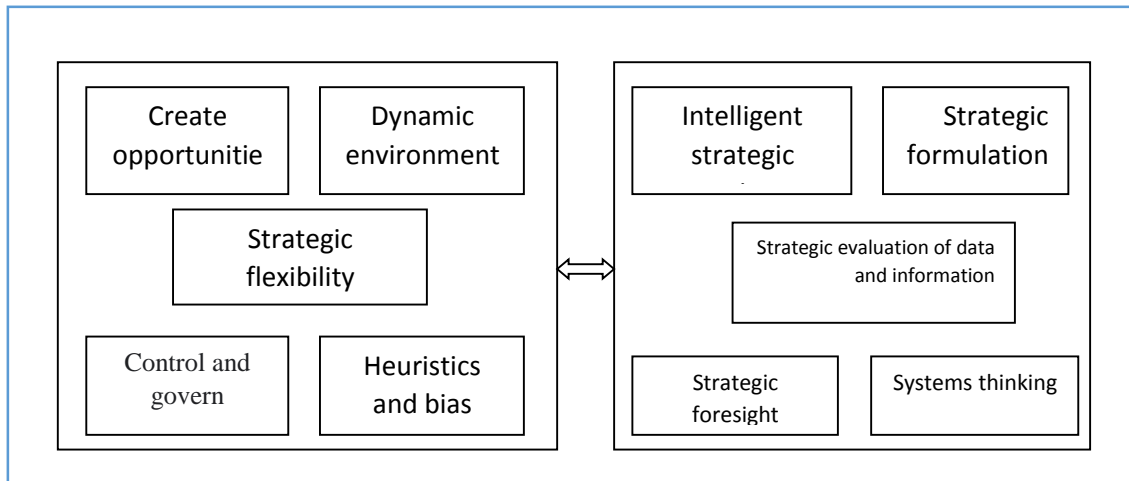 Create
opportunitie
Dynamic
environment
Strategic
flexibility
Control and
govern
Heuristics
and bias
Intelligent
strategic
Strategic
formulation
Strategic evaluation of data
and information
Strategic
foresight
Systems thinking